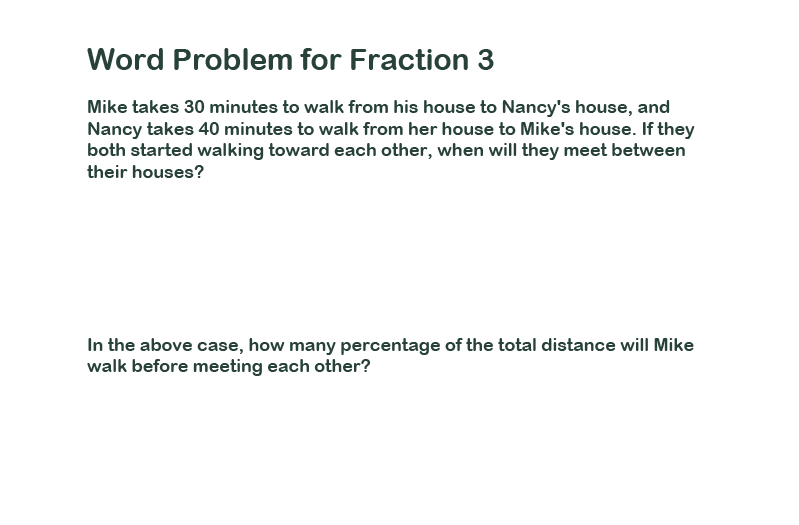 Word Problem for Fraction 3
Mike takes 30 minutes to walk from his house to Nancy's house, and
Nancy takes 40 minutes to walk from her house to Mike's house. If they
both started walking toward each other, when will they meet between
their houses?
In the above case, how many percentage of the total distance will Mike
walk before meeting each other?